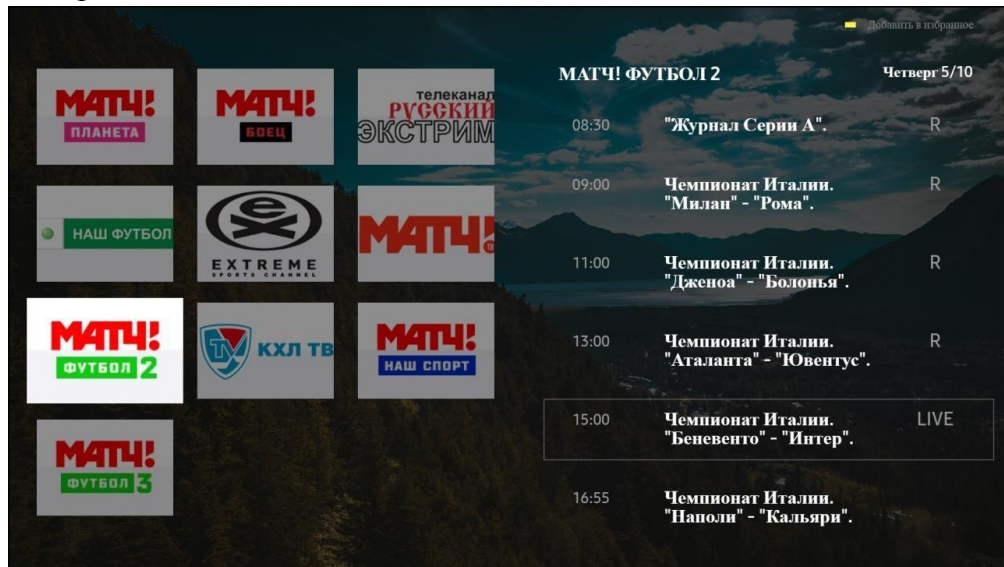 Добавить в избранное
МАТЧ! ПЛАНЕТА
МАТЧ! БОЕЦ
телеканал РУССКИЙ ЭКСТРИМ
НАШ ФУТБОЛ
EXTREME SPORTS CHANNEL
МАТЧ!
МАТЧ! ФУТБОЛ 2
КХЛ ТВ
МАТЧ! НАШ СПОРТ
МАТЧ! ФУТБОЛ 3
МАТЧ! ФУТБОЛ 2 Четверг 5/10
08:30 "Журнал Серии А". R
09:00 Чемпионат Италии. R
"Милан" - "Рома".
11:00 Чемпионат Италии. R
"Дженоа" - "Болонья".
13:00 Чемпионат Италии. R
"Аталанта" - "Ювентус".
15:00 Чемпионат Италии. LIVE
"Беневенто" - "Интер".
16:55 Чемпионат Италии.
"Наполи" - "Кальяри".